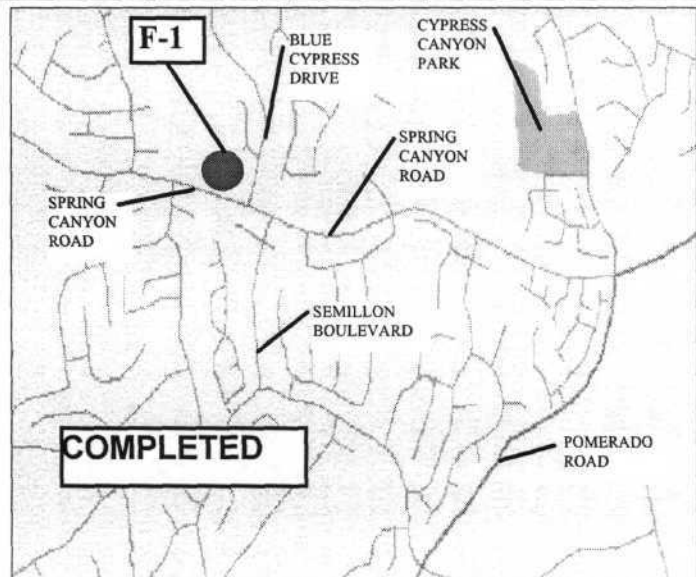 F-1
BLUE
CYPRESS
DRIVE
CYPRESS
CANYON
PARK
SPRING
CANYON
ROAD
SPRING
CANYON
ROAD
SEMILLON
BOULEVARD
COMPLETED
POMERADO
ROAD